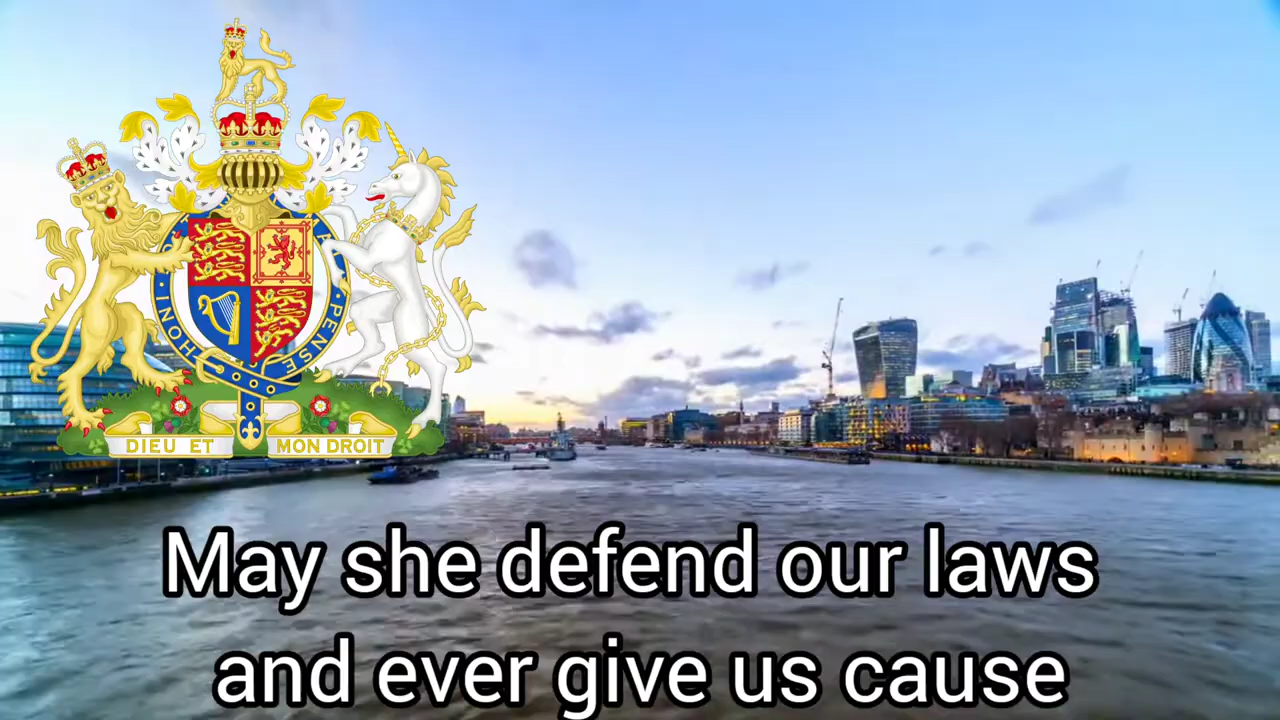 HONI
PENSE
DIEU ET MON DROIT
May she defend our laws
and ever give us cause